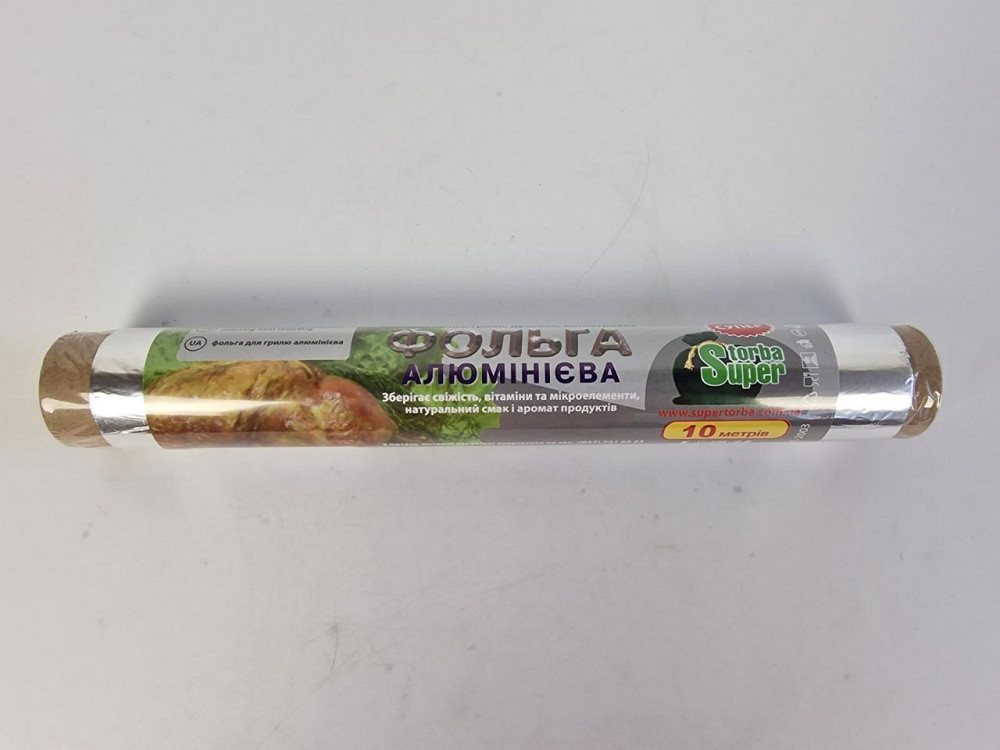 UA фольга для грилю алюмінієва
ФОЛЬГА
АЛЮМІНІЄВА
Зберігає свіжість, вітаміни та мікроелементи,
натуральний смак і аромат продуктів
Storba
Super
www.supertorba.com.ua
10 метрів